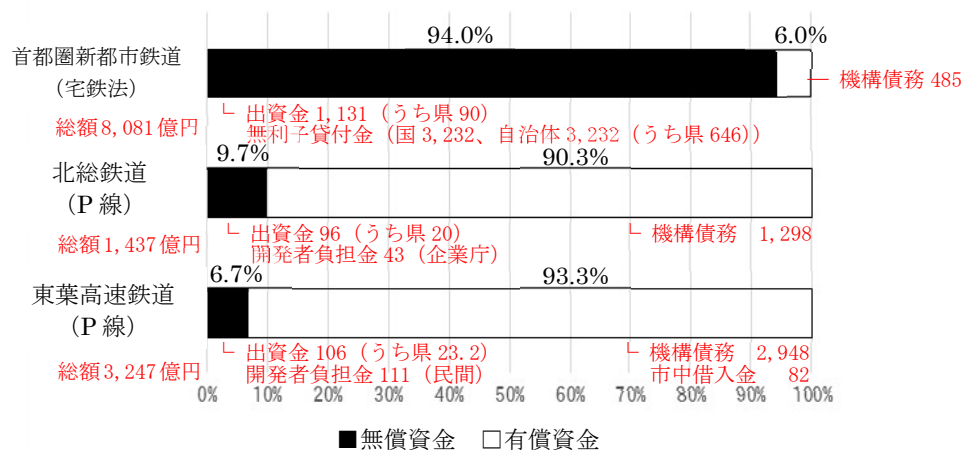 94.0%
6.0%
首都圏新都市鉄道
(宅鉄法)
機構債務 485
総額 8,081 億円
└ 出資金 1,131（うち県 90）
無利子貸付金（国 3,232、自治体 3,232（うち県 646））
9.7%
90.3%
北総鉄道
（P 線）
総額 1,437 億円
└ 出資金 96（うち県 20）
開発者負担金 43（企業庁）
└ 機構債務 1,298
6.7%
93.3%
東葉高速鉄道
（P 線）
総額 3,247 億円
└ 出資金 106（うち県 23.2）
開発者負担金 111（民間）
└ 機構債務 2,948
市中借入金 82
0% 10% 20% 30% 40% 50% 60% 70% 80% 90% 100%
■無償資金 □有償資金